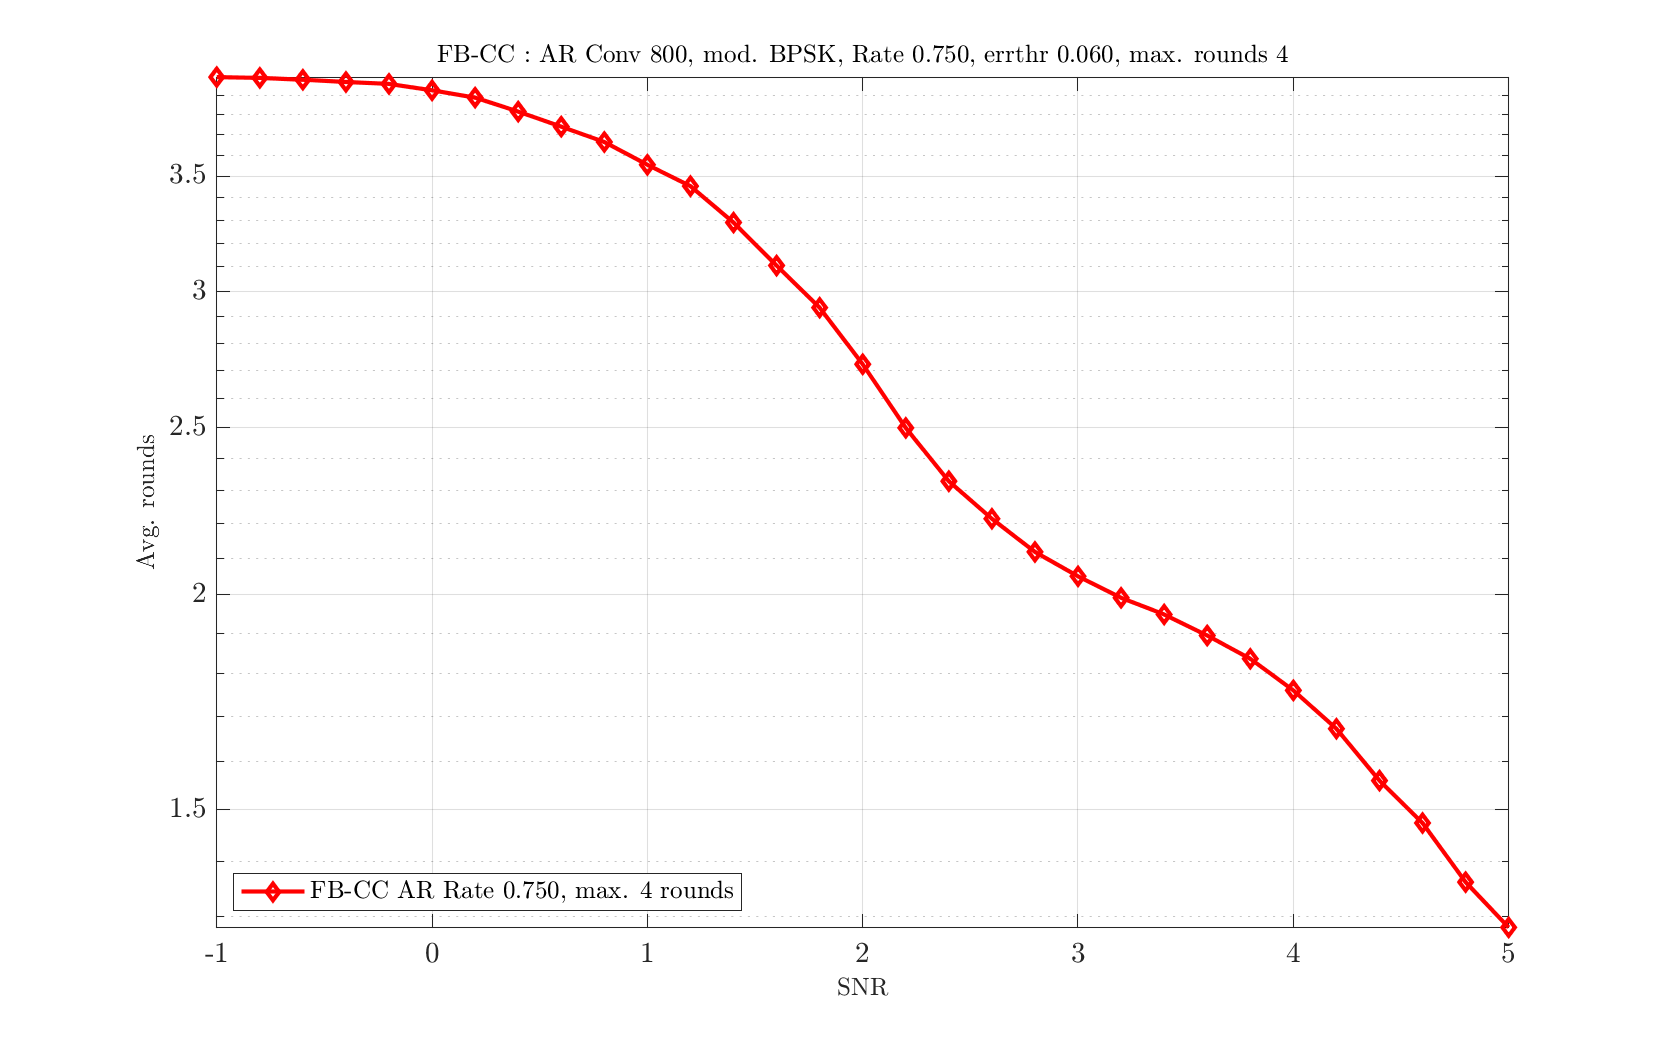 FB-CC : AR Conv 800, mod. BPSK, Rate 0.750, errthr 0.060, max. rounds 4
3.5
3
2.5
2
1.5
Avg. rounds
FB-CC AR Rate 0.750, max. 4 rounds
-1 0 1 2 3 4 5
SNR